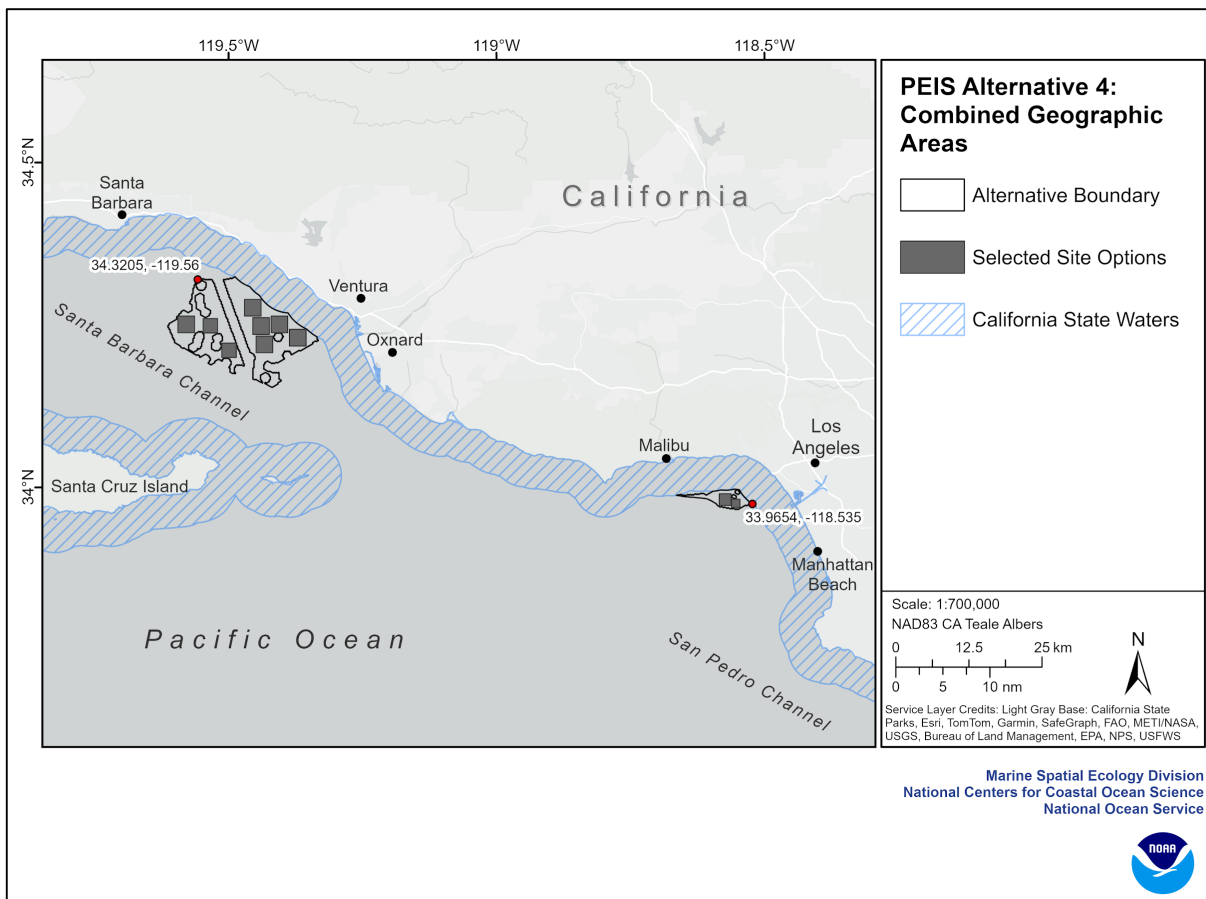 119.5°W
119°W
118.5°W
34.5°N
34°N
Santa
Barbara
California
34.3205, -119.56
Ventura
Oxnard
Santa Barbara Channel
Malibu
Los
Angeles
Santa Cruz Island
33.9654, -118.535
Manhattan
Beach
Pacific Ocean
San Pedro Channel
PEIS Alternative 4:
Combined Geographic
Areas
Alternative Boundary
Selected Site Options
California State Waters
Scale: 1:700,000
NAD83 CA Teale Albers
0 12.5 25 km
0 5 10 nm
N
Service Layer Credits: Light Gray Base: California State
Parks, Esri, TomTom, Garmin, SafeGraph, FAO, METI/NASA,
USGS, Bureau of Land Management, EPA, NPS, USFWS
Marine Spatial Ecology Division
National Centers for Coastal Ocean Science
National Ocean Service
NOAA